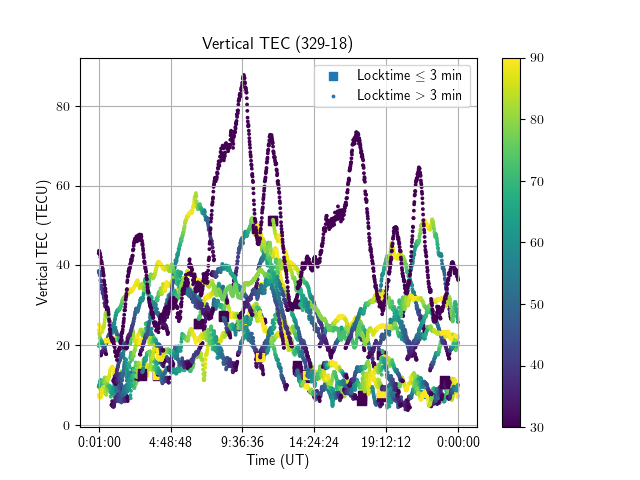 Vertical TEC (329-18)
Locktime ≤ 3 min
Locktime > 3 min
Vertical TEC (TECU)
80
60
40
20
0
0:01:00 4:48:48 9:36:36 14:24:24 19:12:12 0:00:00
Time (UT)
90
80
70
60
50
40
30